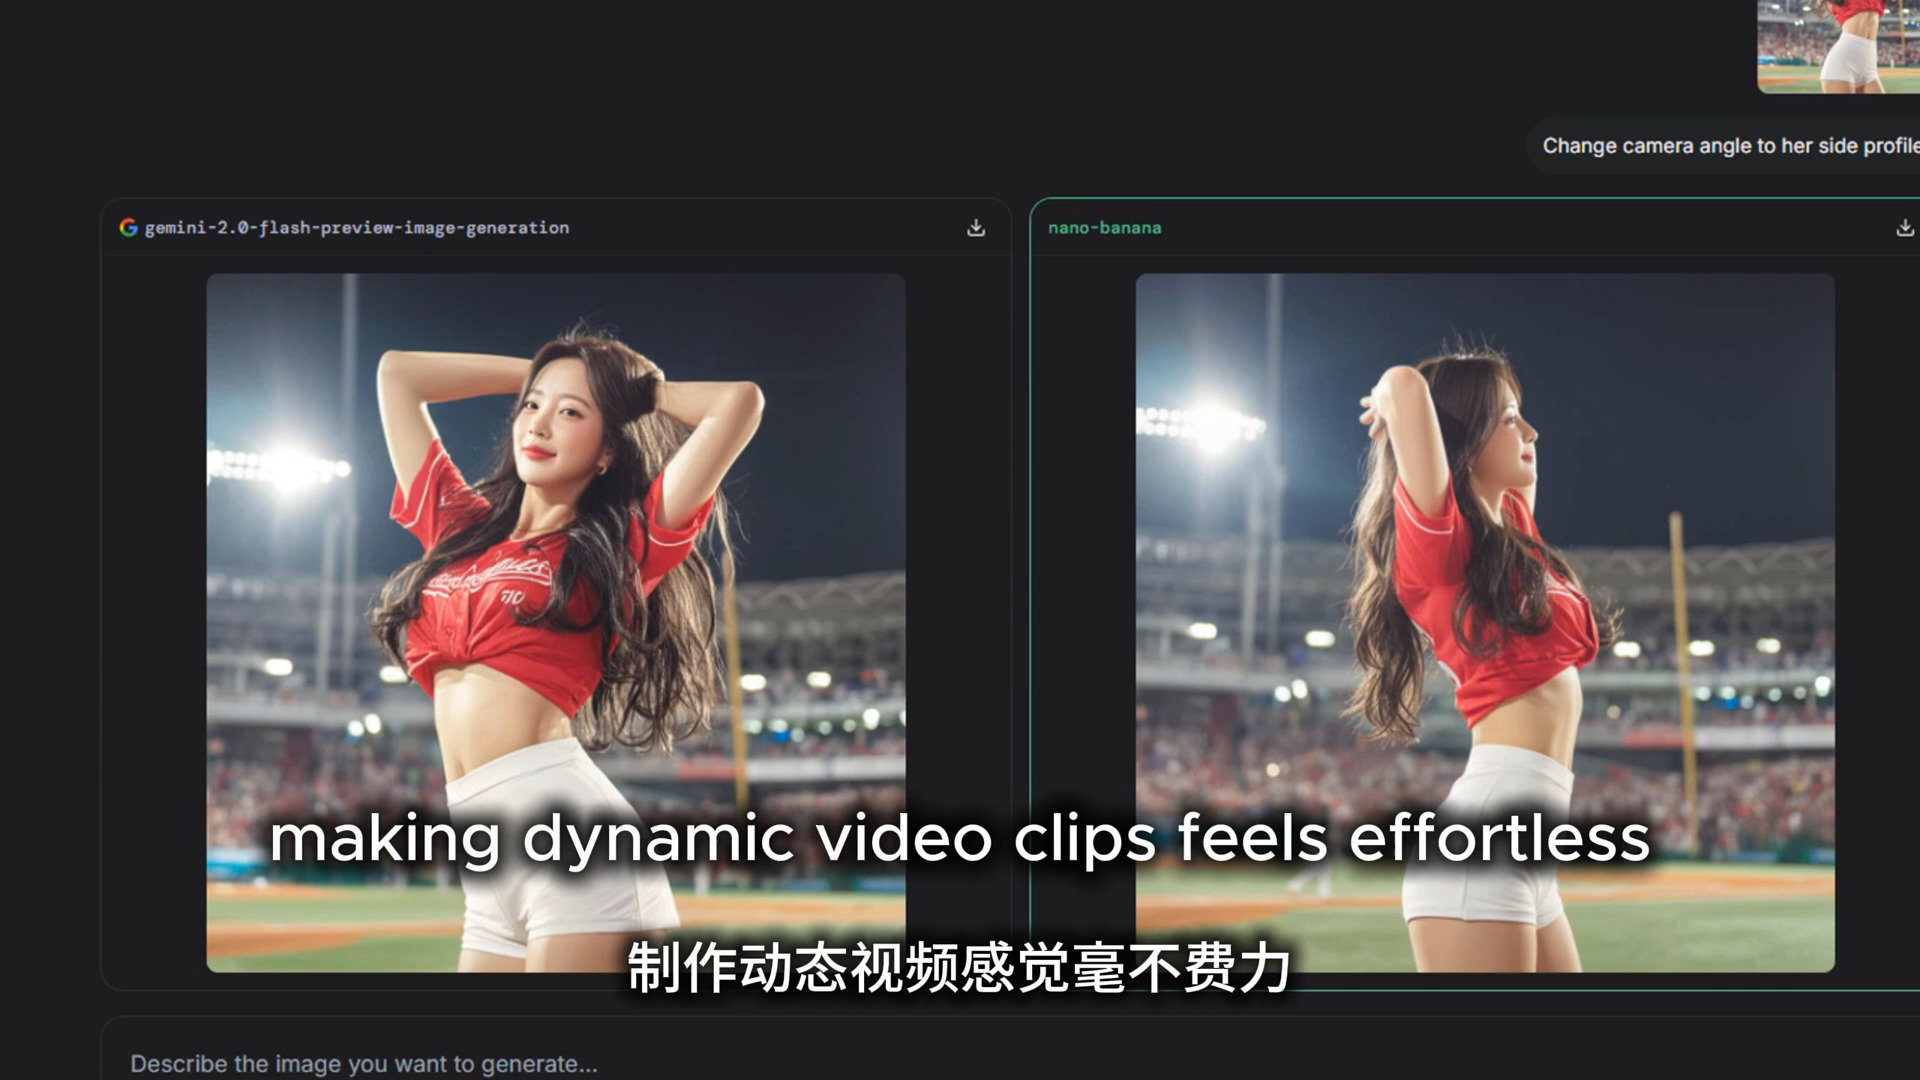 Change camera angle to her side profile
gemini-2.0-flash-preview-image-generation
nano-banana
making dynamic video clips feels effortless
制作动态视频感觉毫不费力
Describe the image you want to generate...